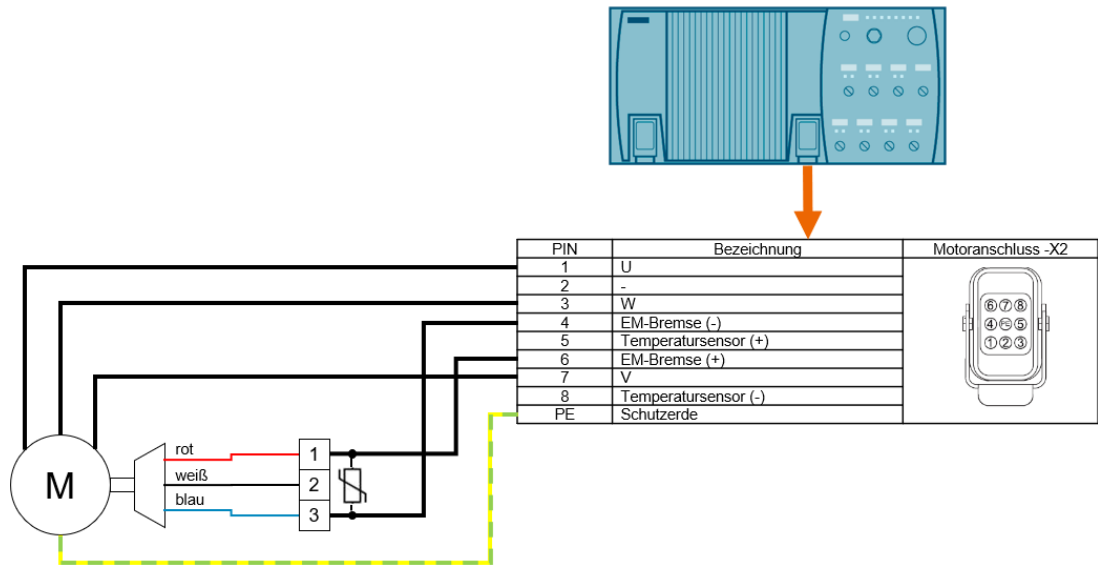 PIN Bezeichnung Motoranschluss -X2
1 U
2 -
3 W
4 EM-Bremse (-)
5 Temperatursensor (+)
6 EM-Bremse (+)
7 V
8 Temperatursensor (-)
PE Schutzerde
⑥⑦⑧
④PE⑤
①②③
M
rot
weiß
blau
1
2
3